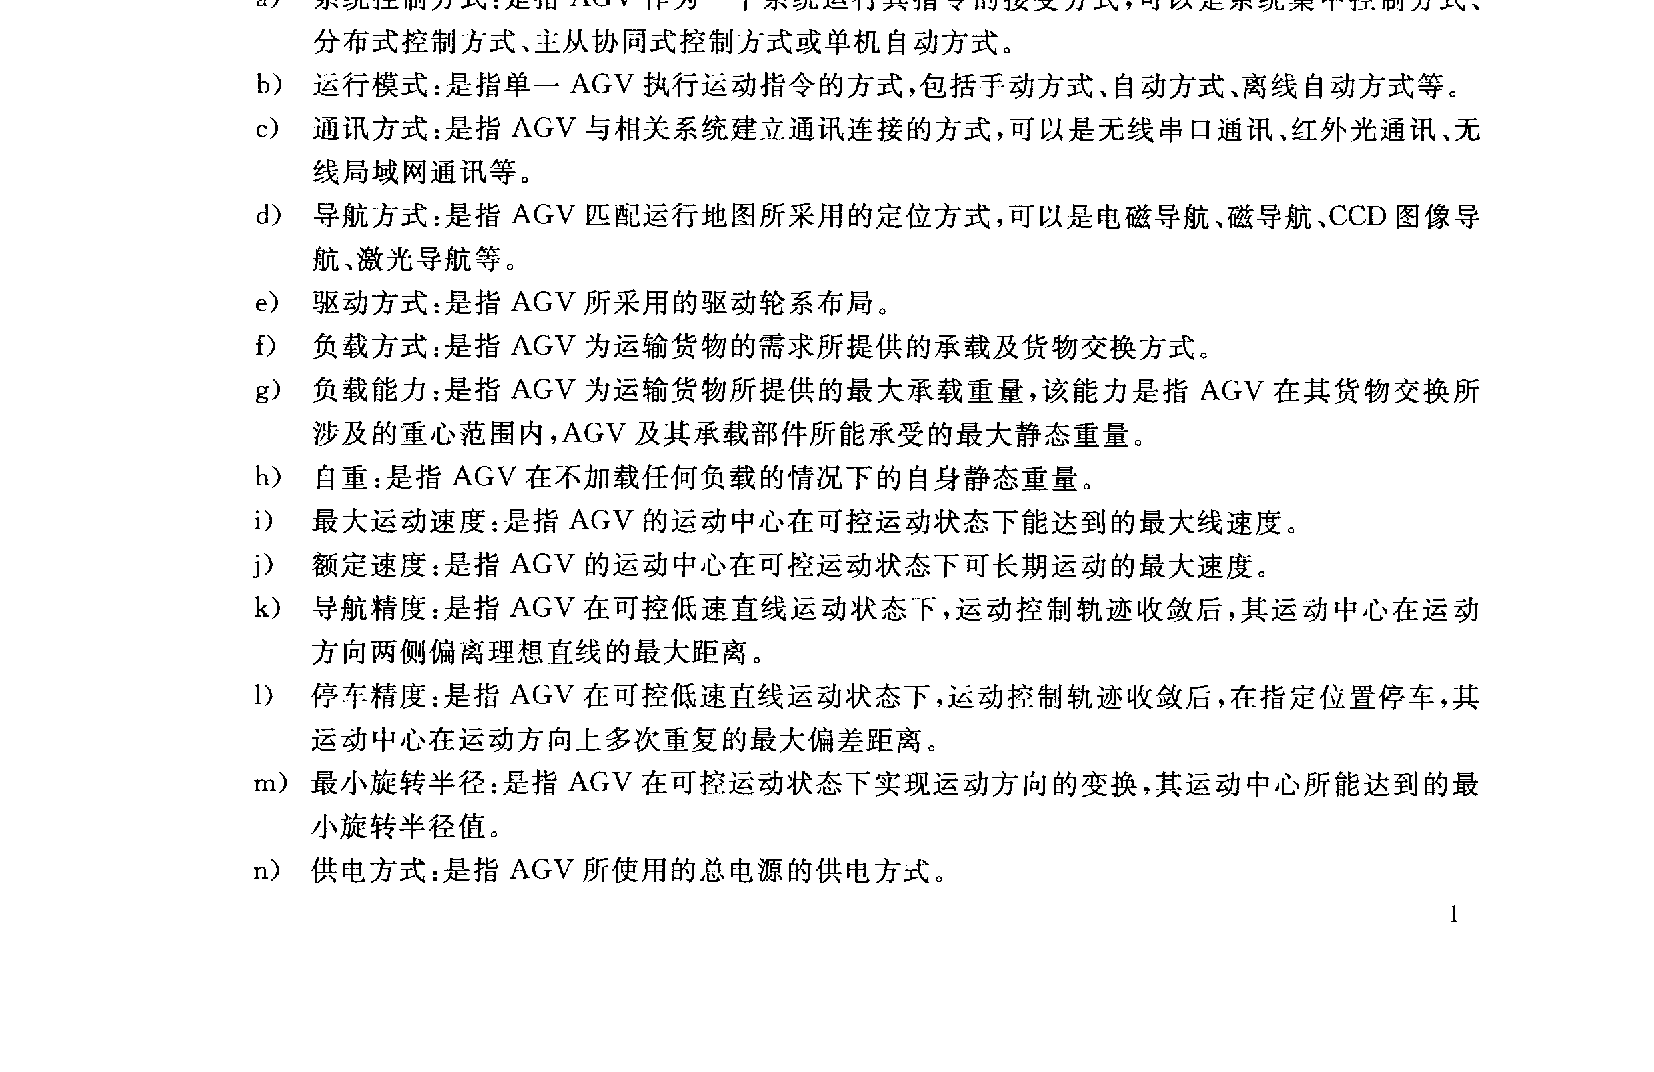 a) 系统控制方式:是指 AGV 作为一个系统运行其指令的接受方式,可以是系统集中控制方式、
分布式控制方式、主从协同式控制方式或单机自动方式。
b) 运行模式:是指单一 AGV 执行运动指令的方式,包括手动方式、自动方式、离线自动方式等。
c) 通讯方式:是指 AGV 与相关系统建立通讯连接的方式,可以是无线串口通讯、红外光通讯、无
线局域网通讯等。
d) 导航方式:是指 AGV 匹配运行地图所采用的定位方式,可以是电磁导航、磁导航、CCD 图像导
航、激光导航等。
e) 驱动方式:是指 AGV 所采用的驱动轮系布局。
f) 负载方式:是指 AGV 为运输货物的需求所提供的承载及货物交换方式。
g) 负载能力:是指 AGV 为运输货物所提供的最大承载重量,该能力是指 AGV 在其货物交换所
涉及的重心范围内,AGV 及其承载部件所能承受的最大静态重量。
h) 自重:是指 AGV 在不加载任何负载的情况下的自身静态重量。
i) 最大运动速度:是指 AGV 的运动中心在可控运动状态下能达到的最大线速度。
j) 额定速度:是指 AGV 的运动中心在可控运动状态下可长期运动的最大速度。
k) 导航精度:是指 AGV 在可控低速直线运动状态下,运动控制轨迹收敛后,其运动中心在运动
方向两侧偏离理想直线的最大距离。
l) 停车精度:是指 AGV 在可控低速直线运动状态下,运动控制轨迹收敛后,在指定位置停车,其
运动中心在运动方向上多次重复的最大偏差距离。
m) 最小旋转半径:是指 AGV 在可控运动状态下实现运动方向的变换,其运动中心所能达到的最
小旋转半径值。
n) 供电方式:是指 AGV 所使用的总电源的供电方式。
1